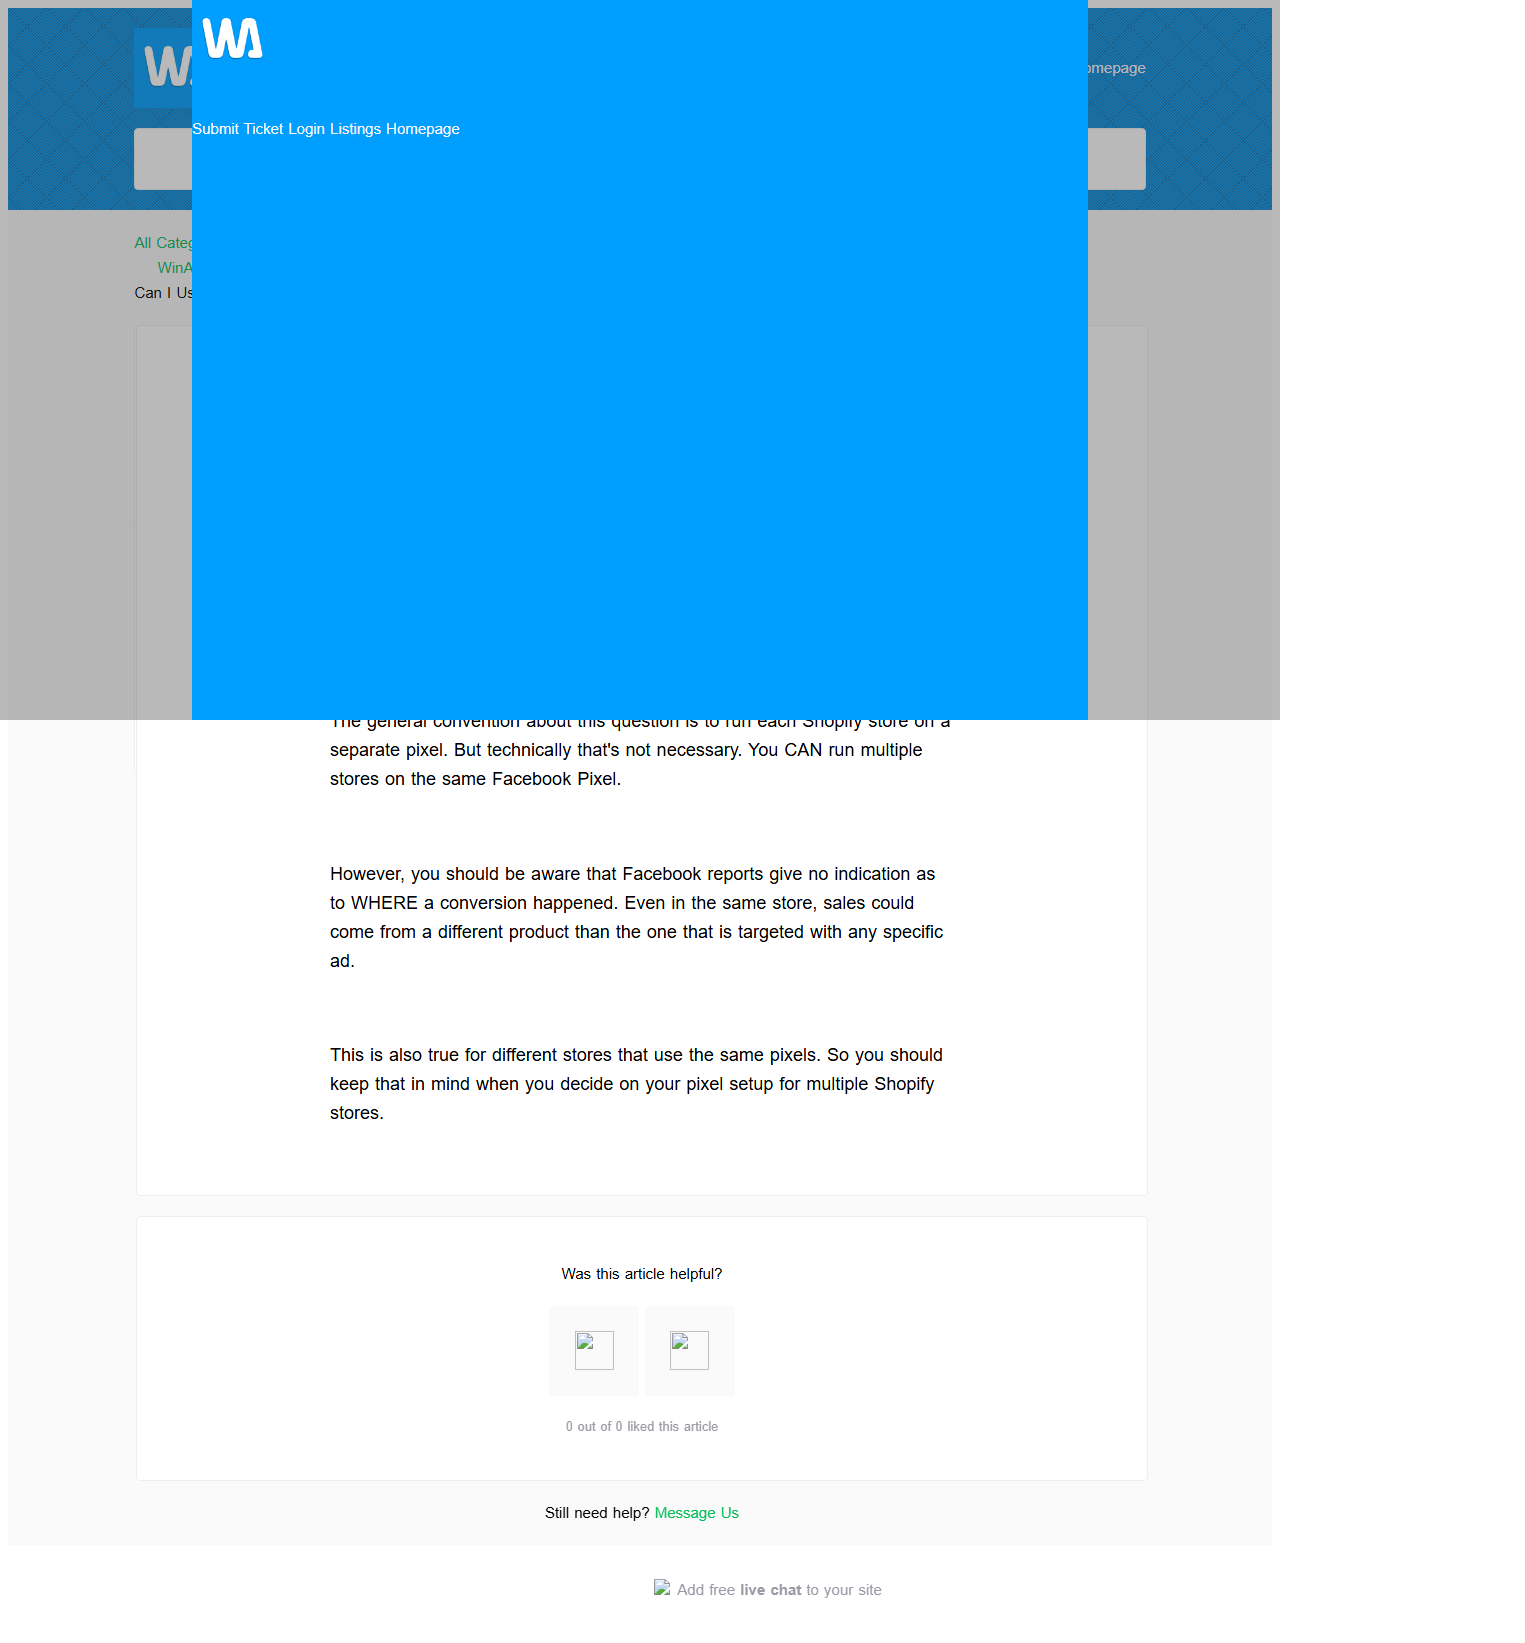 WA
W
omepage
Submit Ticket Login Listings Homepage
All Categ
WinA
Can I Us
The general convention about this question is to run each Shopify store on a
separate pixel. But technically that's not necessary. You CAN run multiple
stores on the same Facebook Pixel.
However, you should be aware that Facebook reports give no indication as
to WHERE a conversion happened. Even in the same store, sales could
come from a different product than the one that is targeted with any specific
ad.
This is also true for different stores that use the same pixels. So you should
keep that in mind when you decide on your pixel setup for multiple Shopify
stores.
Was this article helpful?
0 out of 0 liked this article
Still need help? Message Us
Add free live chat to your site